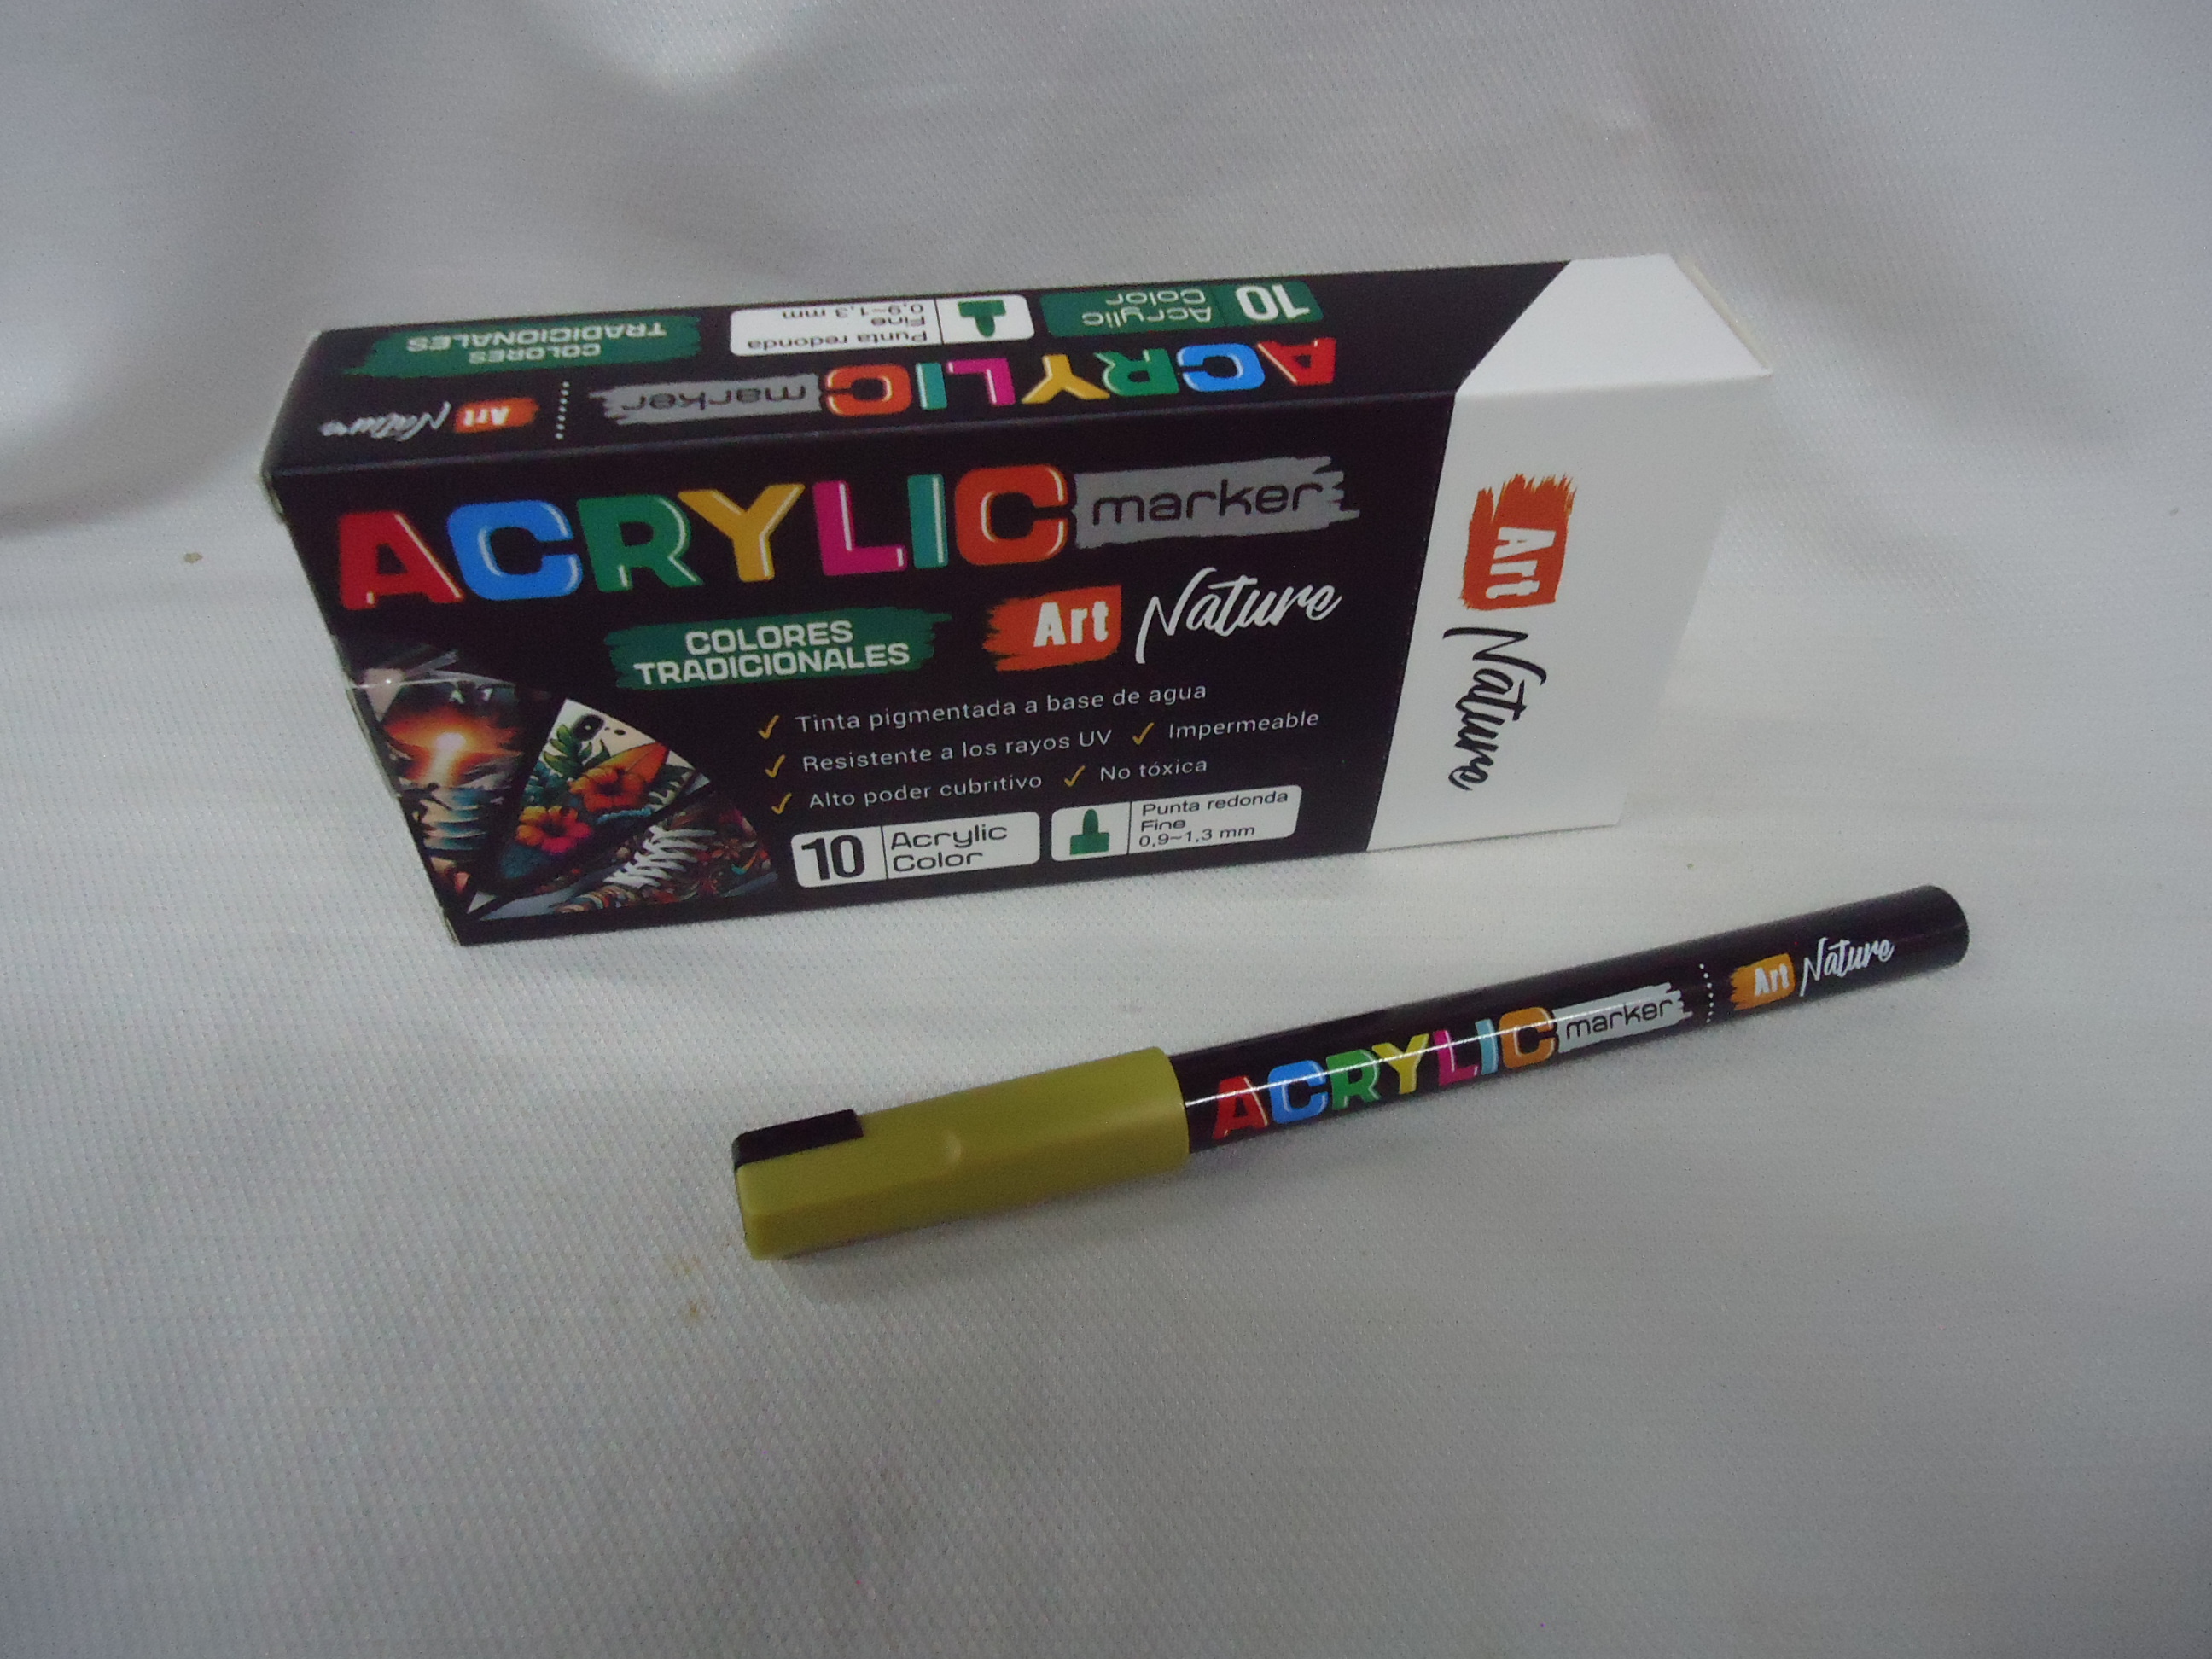 COLORES
TRADICIONALES
Punta redonda
Fine
0,9~1,3 mm
10
Acrylic
Color
Art Nature
ACRYLIC marker
ACRYLIC marker
COLORES
TRADICIONALES
Art Nature
✓ Tinta pigmentada a base de agua
✓ Resistente a los rayos UV ✓ Impermeable
✓ Alto poder cubritivo ✓ No tóxica
10
Acrylic
Color
Punta redonda
Fine
0,9~1,3 mm
Art Nature
ACRYLIC marker Art Nature